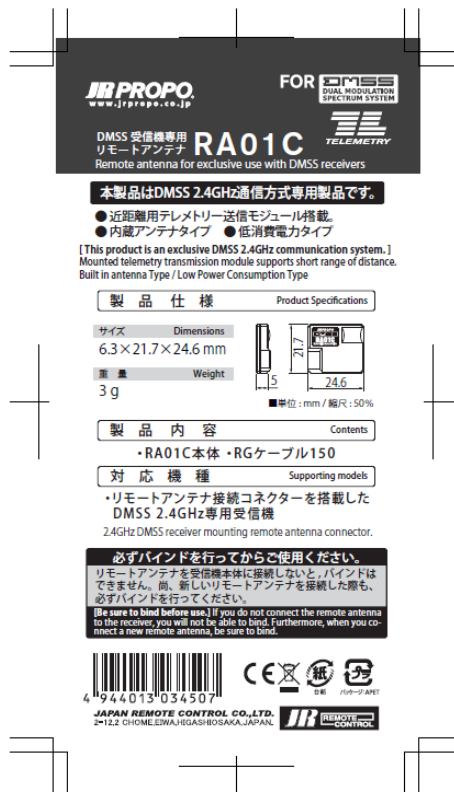 JR PROPO.
www.jrpropo.co.jp
FOR DMSS
DUAL MODULATION
SPECTRUM SYSTEM
TELEMETRY
DMSS 受信機専用
リモートアンテナ RA01C
Remote antenna for exclusive use with DMSS receivers
本製品はDMSS 2.4GHz通信方式専用製品です。
●近距離用テレメトリー送信モジュール搭載。
●内蔵アンテナタイプ ●低消費電力タイプ
[ This product is an exclusive DMSS 2.4GHz communication system. ]
Mounted telemetry transmission module supports short range of distance.
Built in antenna Type / Low Power Consumption Type
製品仕様 Product Specifications
サイズ Dimensions
6.3×21.7×24.6 mm
重量 Weight
3 g
21.7
RA01C
5
24.6
■単位 : mm / 縮尺 : 50%
製品内容 Contents
・RA01C本体 ・RGケーブル150
対応機種 Supporting models
・リモートアンテナ接続コネクターを搭載した
DMSS 2.4GHz専用受信機
2.4GHz DMSS receiver mounting remote antenna connector.
必ずバインドを行ってからご使用ください。
リモートアンテナを受信機本体に接続しないと,バインドは
できません。尚、新しいリモートアンテナを接続した際も、
必ずバインドを行ってください。
[Be sure to bind before use.] If you do not connect the remote antenna
to the receiver, you will not be able to bind. Furthermore, when you co-
nnect a new remote antenna, be sure to bind.
4 944013 034507
CE
紙
台紙
プラ
パッケージ:APET
JAPAN REMOTE CONTROL CO.,LTD.
2-12,2 CHOME,EIWA,HIGASHIOSAKA,JAPAN.
JR REMOTE
CONTROL